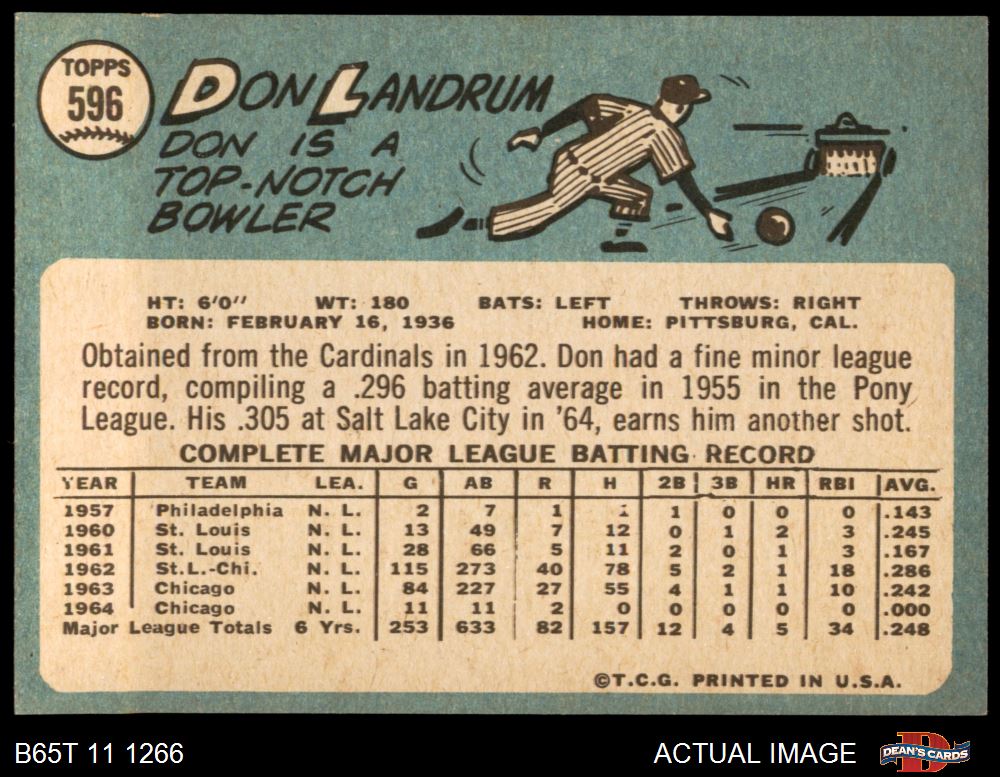 TOPPS
596
DON LANDRUM
DON IS A
TOP-NOTCH
BOWLER
HT: 6'0" WT: 180 BATS: LEFT THROWS: RIGHT
BORN: FEBRUARY 16, 1936 HOME: PITTSBURG, CAL.
Obtained from the Cardinals in 1962. Don had a fine minor league
record, compiling a .296 batting average in 1955 in the Pony
League. His .305 at Salt Lake City in '64, earns him another shot.
COMPLETE MAJOR LEAGUE BATTING RECORD
YEAR TEAM LEA. G AB R H 2B 3B HR RBI AVG.
1957 Philadelphia N. L. 2 7 1 1 0 0 0 .143
1960 St. Louis N. L. 13 49 7 12 0 1 2 3 .245
1961 St. Louis N. L. 28 66 5 11 2 0 1 3 .167
1962 St.L.-Chi. N. L. 115 273 40 78 5 2 1 18 .286
1963 Chicago N. L. 84 227 27 55 4 1 1 10 .242
1964 Chicago N. L. 11 11 2 0 0 0 0 0 .000
Major League Totals 6 Yrs. 253 633 82 157 12 4 5 34 .248
©T.C.G. PRINTED IN U.S.A.
B65T 11 1266 ACTUAL IMAGE DEAN'S CARDS